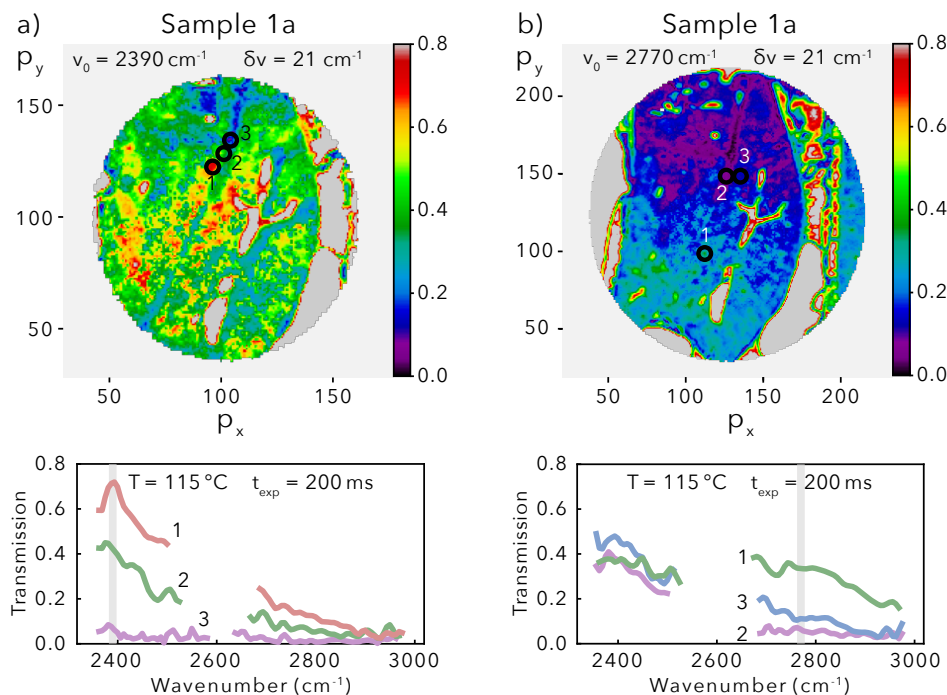 a) Sample 1a
p_y
ν₀ = 2390 cm⁻¹ δν = 21 cm⁻¹
0.8
0.6
0.4
0.2
0.0
150
100
50
3
2
1
50 100 150
p_x
b) Sample 1a
p_y
ν₀ = 2770 cm⁻¹ δν = 21 cm⁻¹
0.8
0.6
0.4
0.2
0.0
200
150
100
50
3
2
1
50 100 150 200
p_x
0.8
0.6
0.4
0.2
0.0
Transmission
T = 115 °C t_exp = 200 ms
1
2
3
2400 2600 2800 3000
Wavenumber (cm⁻¹)
0.8
0.6
0.4
0.2
0.0
Transmission
T = 115 °C t_exp = 200 ms
1
3
2
2400 2600 2800 3000
Wavenumber (cm⁻¹)